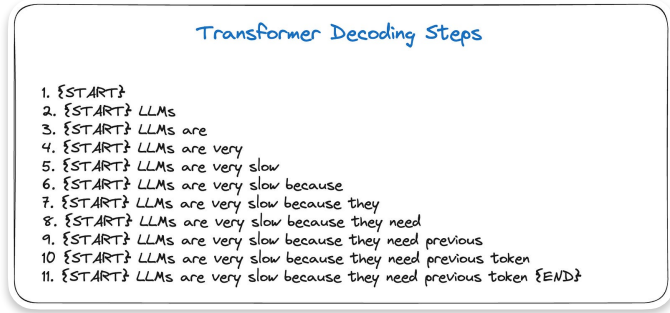 Transformer Decoding Steps
1. {START}
2. {START} LLMs
3. {START} LLMs are
4. {START} LLMs are very
5. {START} LLMs are very slow
6. {START} LLMs are very slow because
7. {START} LLMs are very slow because they
8. {START} LLMs are very slow because they need
9. {START} LLMs are very slow because they need previous
10 {START} LLMs are very slow because they need previous token
11. {START} LLMs are very slow because they need previous token {END}